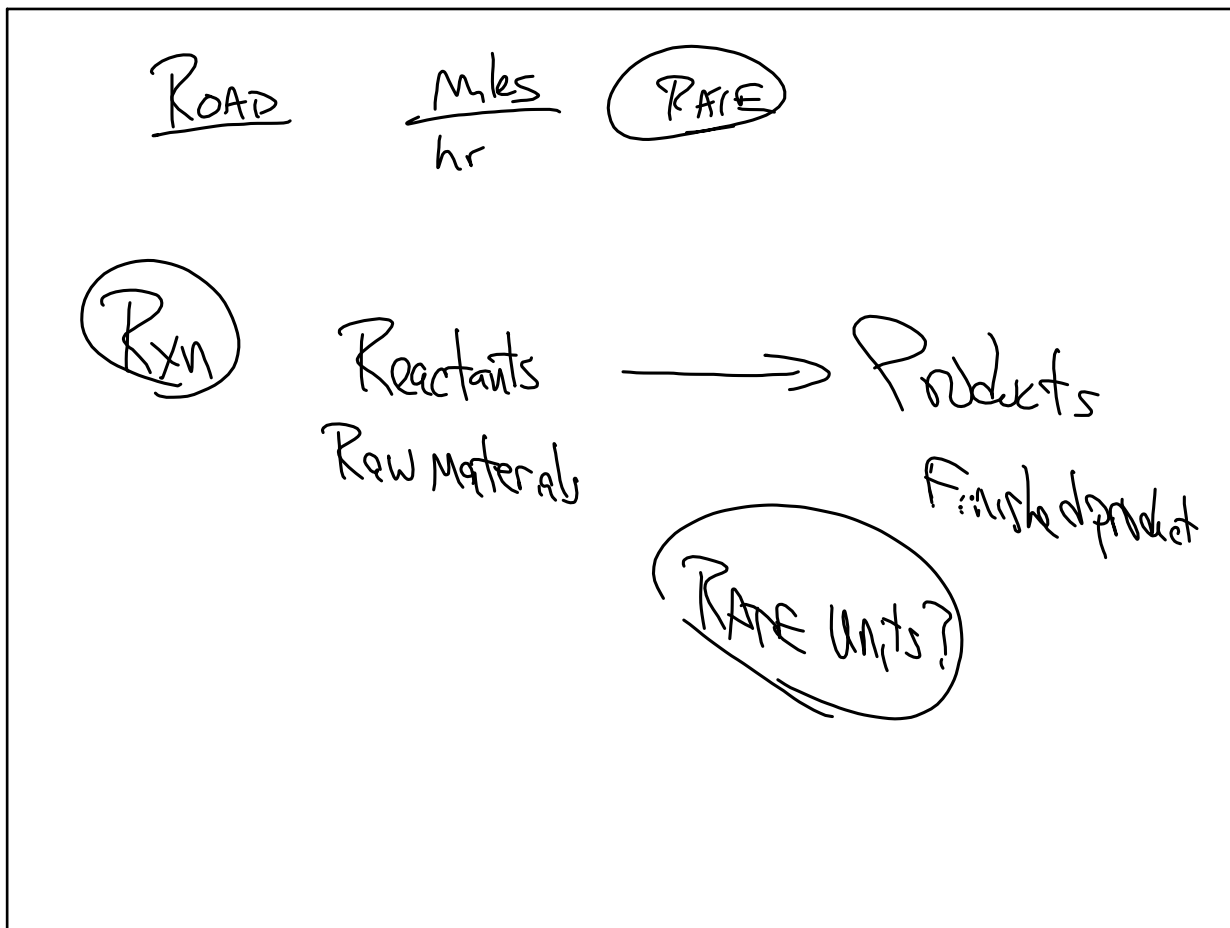 ROAD Miles RATE
hr
Rxn Reactants → Products
Raw Materials Finished product
RATE Units?